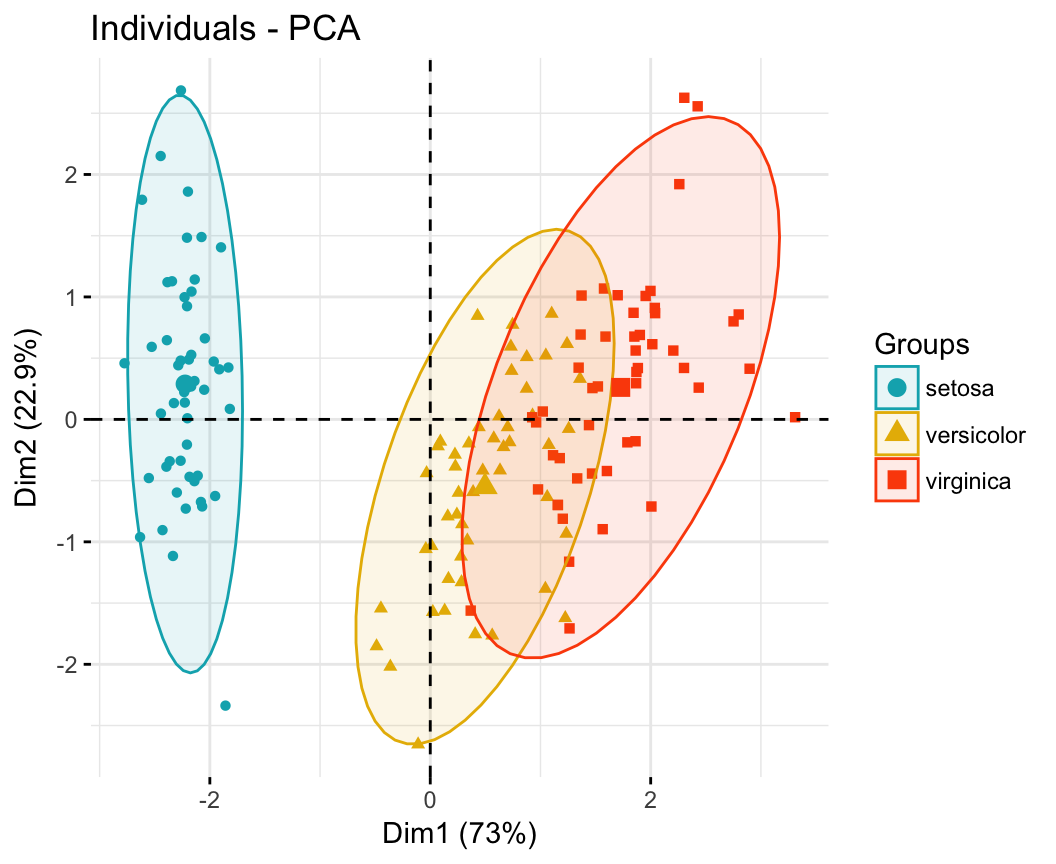 Individuals - PCA
Dim2 (22.9%)
2
1
0
-1
-2
-2
0
2
Dim1 (73%)
Groups
setosa
versicolor
virginica